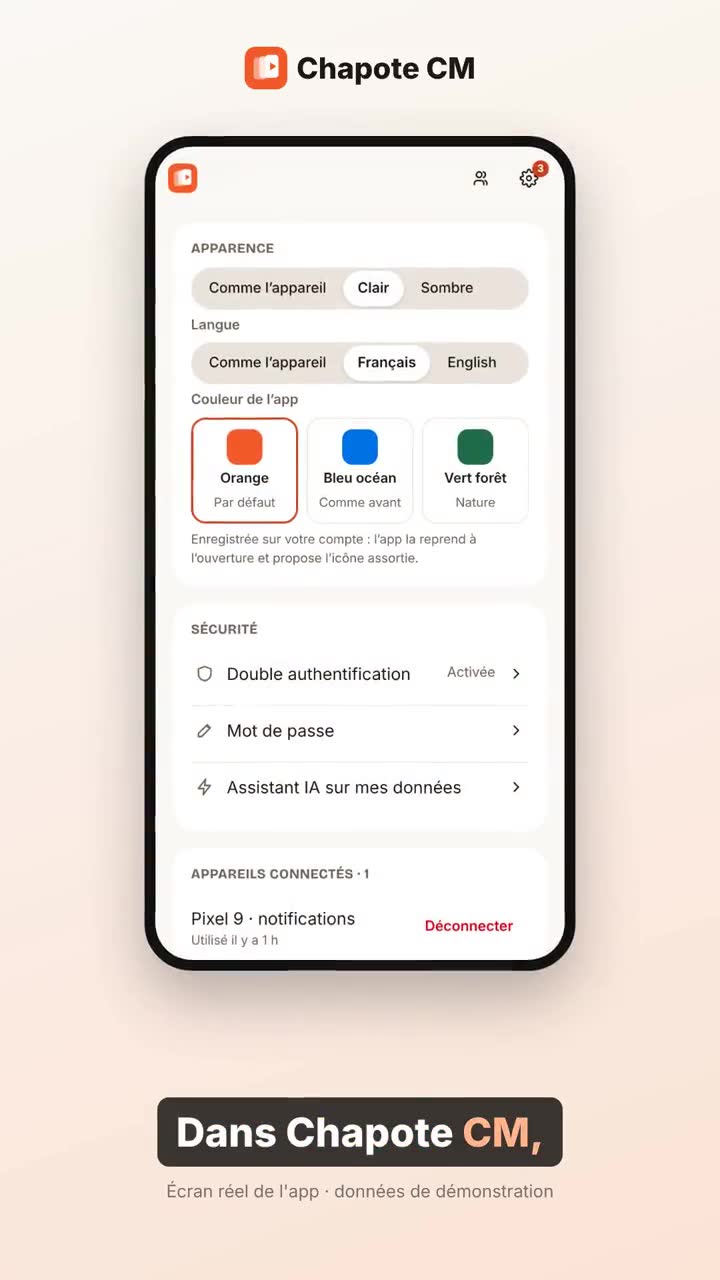 Chapote CM
3
APPARENCE
Comme l’appareil Clair Sombre
Langue
Comme l’appareil Français English
Couleur de l’app
Orange Bleu océan Vert forêt
Par défaut Comme avant Nature
Enregistrée sur votre compte : l’app la reprend à
l’ouverture et propose l’icône assortie.
SÉCURITÉ
Double authentification Activée
Mot de passe
Assistant IA sur mes données
APPAREILS CONNECTÉS · 1
Pixel 9 · notifications Déconnecter
Utilisé il y a 1 h
Dans Chapote CM,
Écran réel de l'app · données de démonstration